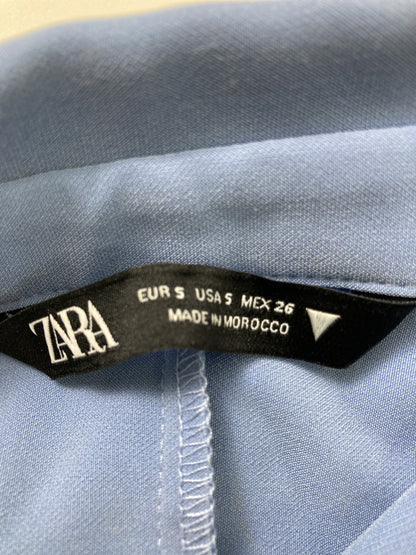 ZARA
EUR S USA S MEX 26
MADE IN MOROCCO